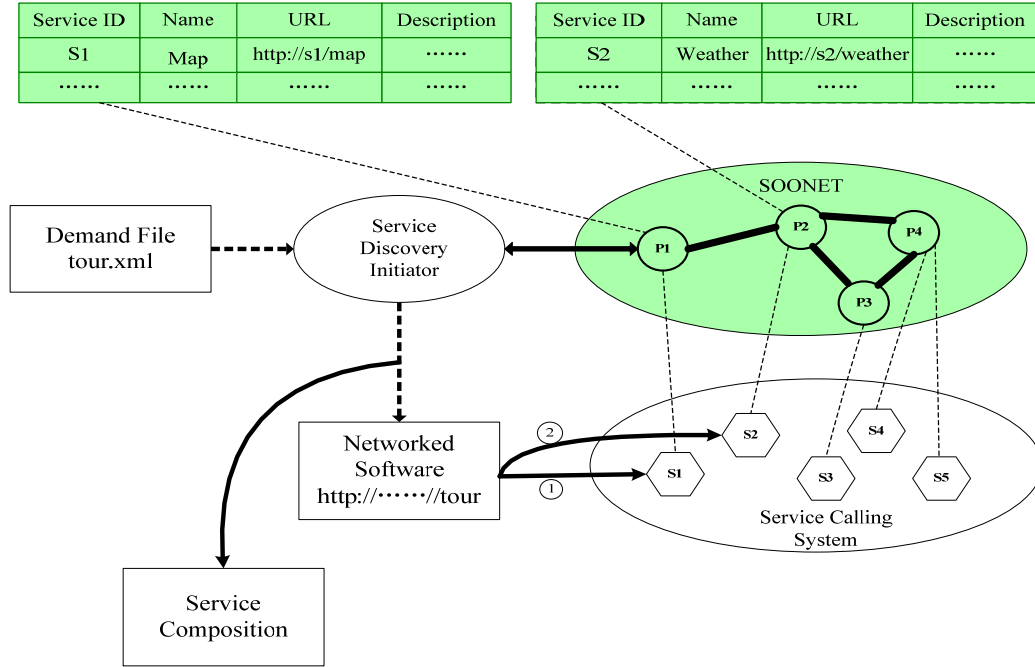 Service ID Name URL Description
S1 Map http://s1/map ······
······ ······ ······ ······
Service ID Name URL Description
S2 Weather http://s2/weather ······
······ ······ ······ ······
SOONET
P1
P2
P4
P3
Demand File
tour.xml
Service
Discovery
Initiator
Networked
Software
http://······//tour
2
1
S1
S2
S3
S4
S5
Service Calling
System
Service
Composition